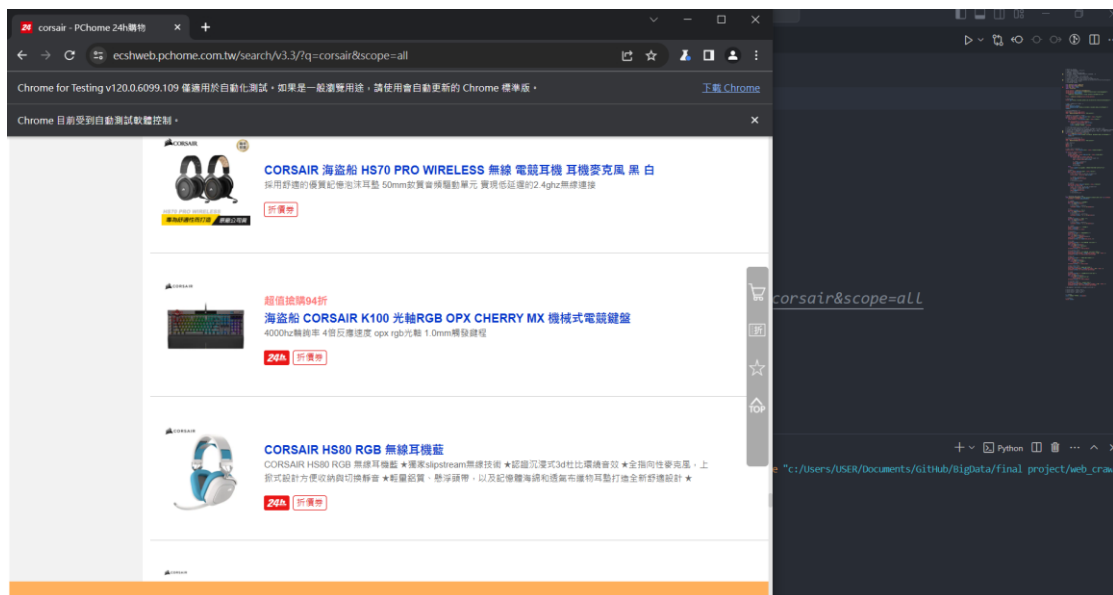 24 corsair - PChome 24h購物
ecshweb.pchome.com.tw/search/v3.3/?q=corsair&scope=all
Chrome for Testing v120.0.6099.109 僅適用於自動化測試。如果是一般瀏覽用途，請使用會自動更新的 Chrome 標準版。
下載 Chrome
Chrome 目前受到自動測試軟體控制。
CORSAIR
HS70 PRO WIRELESS
CORSAIR 海盜船 HS70 PRO WIRELESS 無線 電競耳機 耳機麥克風 黑 白
採用舒適的優質記憶泡沫耳墊 50mm款質音頻驅動單元 實現低延遲的2.4ghz無線連接
折價券
CORSAIR
超值搶購94折
海盜船 CORSAIR K100 光軸RGB OPX CHERRY MX 機械式電競鍵盤
4000hz輪詢率 4倍反應速度 opx rgb光軸 1.0mm觸發鍵程
24h 折價券
CORSAIR
CORSAIR HS80 RGB 無線耳機藍
CORSAIR HS80 RGB 無線耳機藍 ★獨家slipstream無線技術 ★認證沉浸式3d杜比環繞音效 ★全指向性麥克風，上
掀式設計方便收納與切換靜音 ★輕量鋁質、懸浮頭帶，以及記憶體海綿和透氣布織物耳墊打造全新舒適設計 ★
24h 折價券
CORSAIR
折
TOP
corsair&scope=all
Python
e "c:/Users/USER/Documents/GitHub/BigData/final project/web_craw